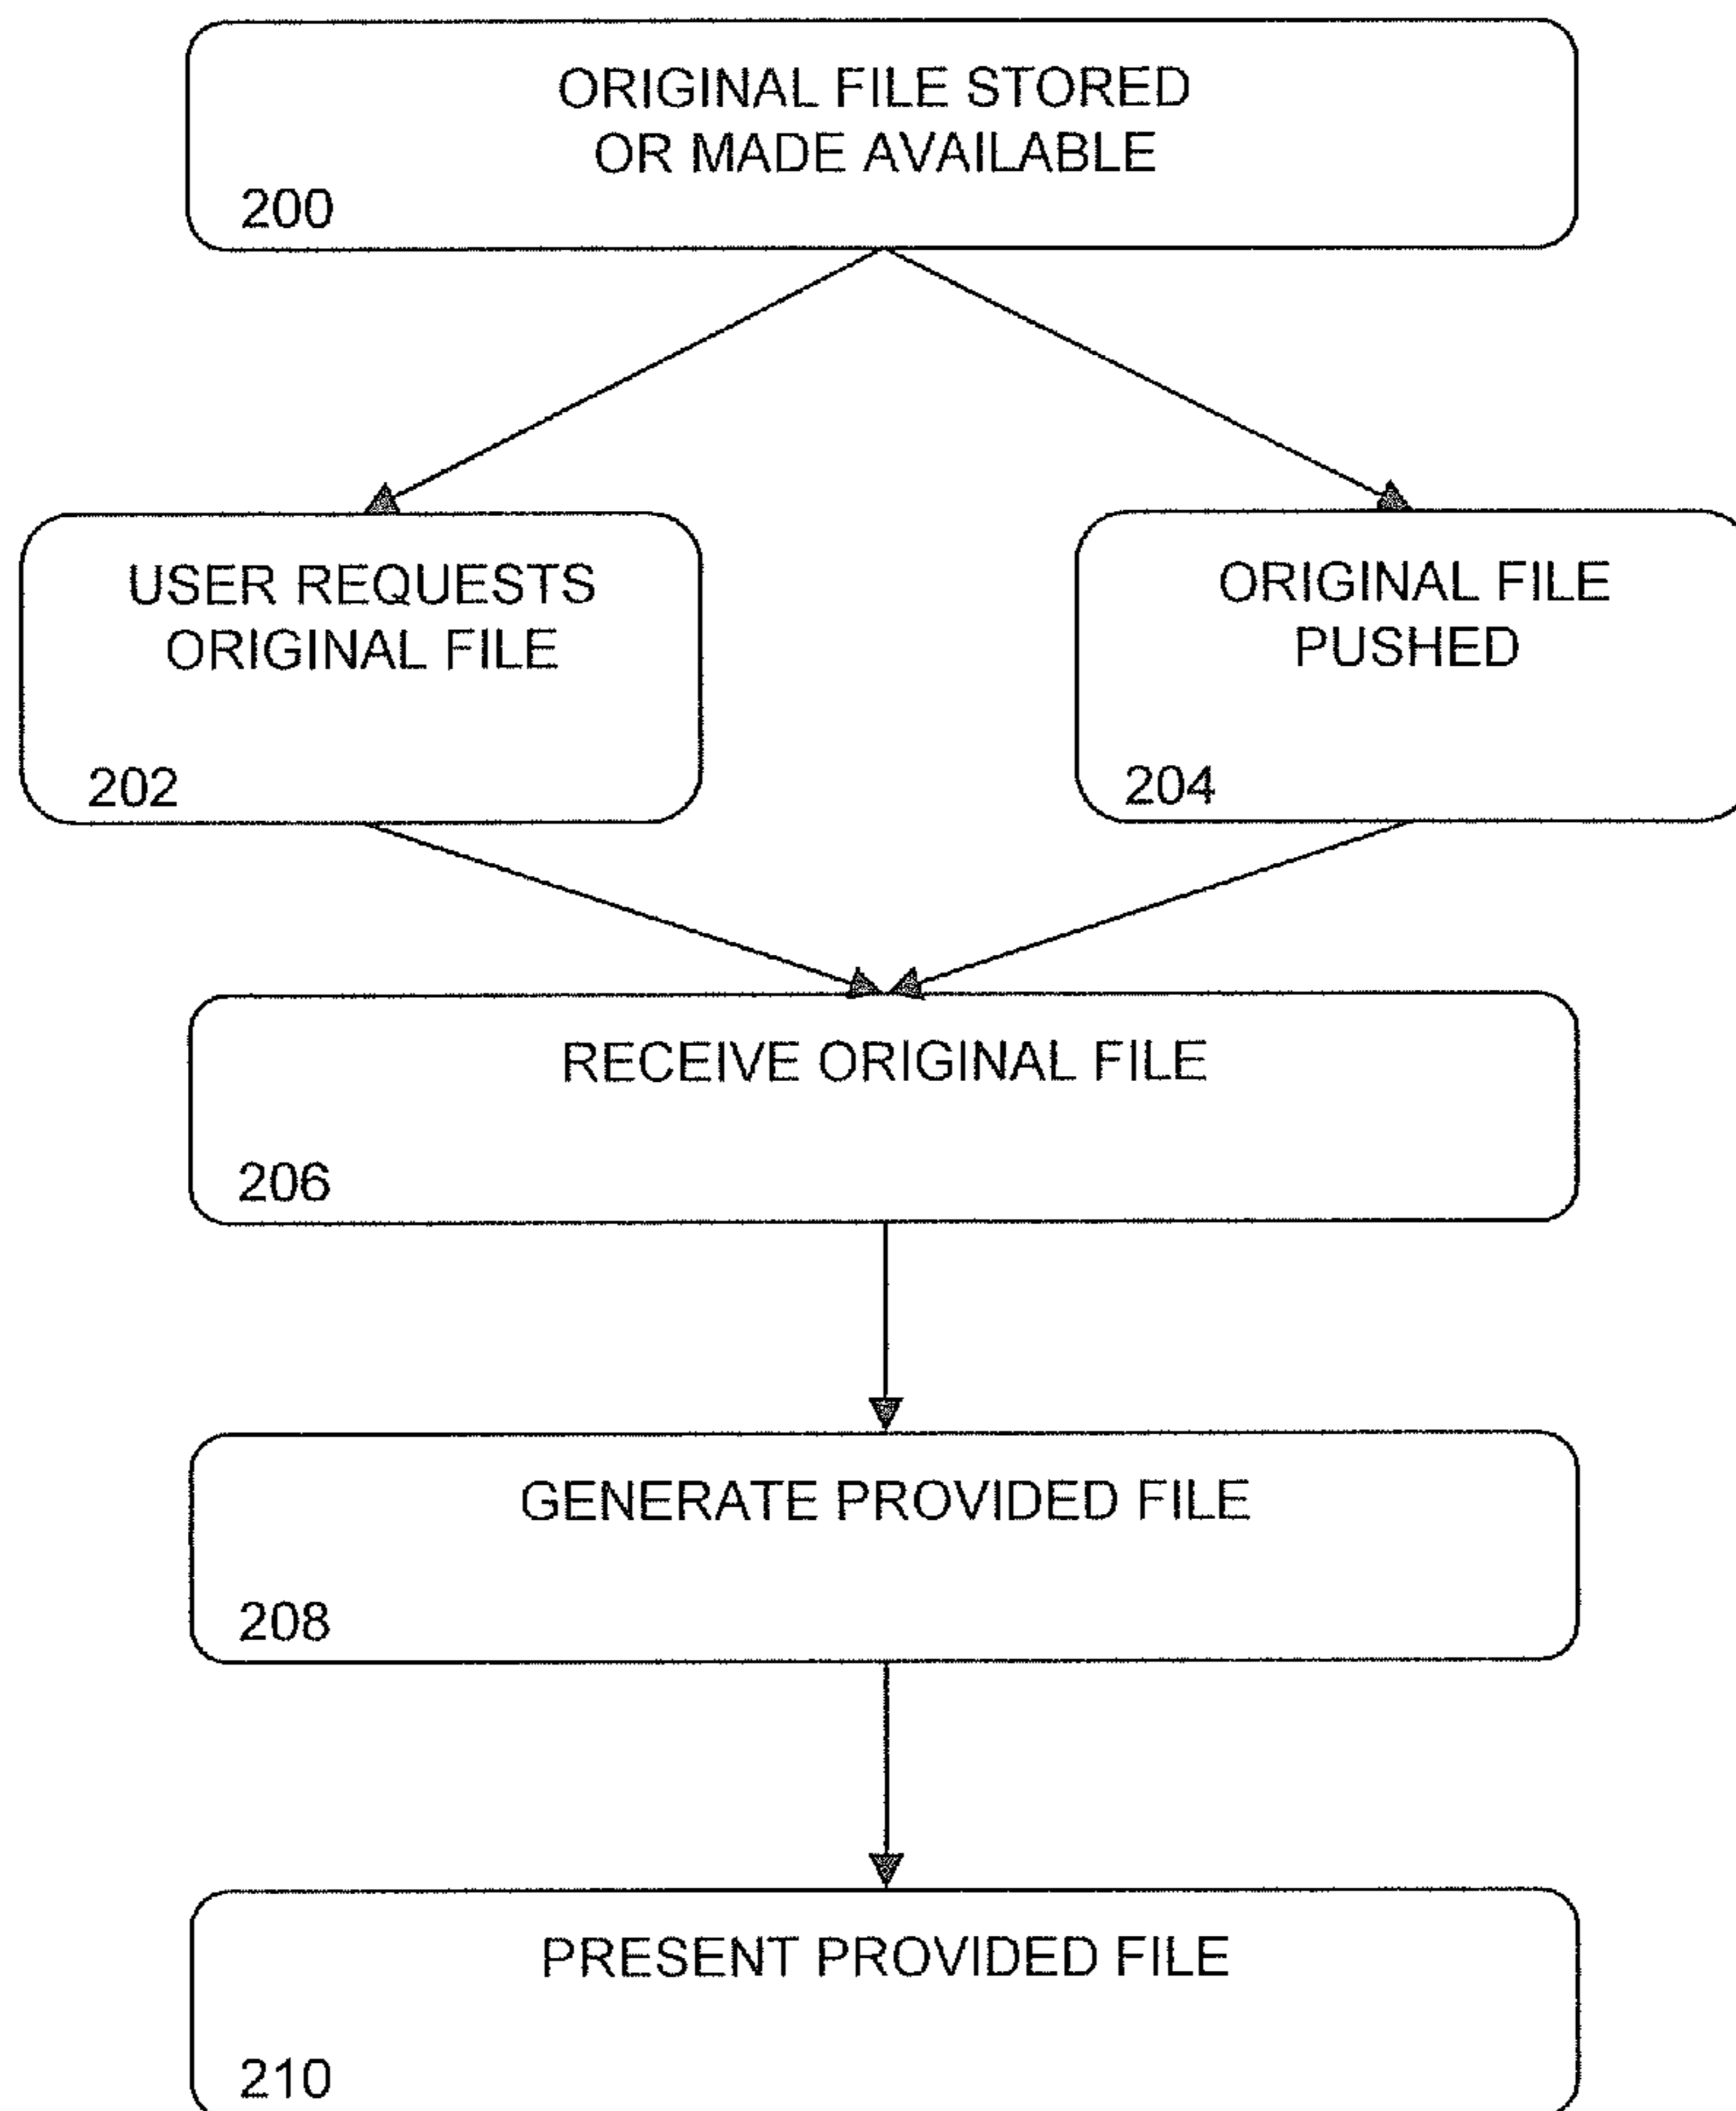 ORIGINAL FILE STORED
OR MADE AVAILABLE
200
USER REQUESTS
ORIGINAL FILE
202
ORIGINAL FILE
PUSHED
204
RECEIVE ORIGINAL FILE
206
GENERATE PROVIDED FILE
208
PRESENT PROVIDED FILE
210